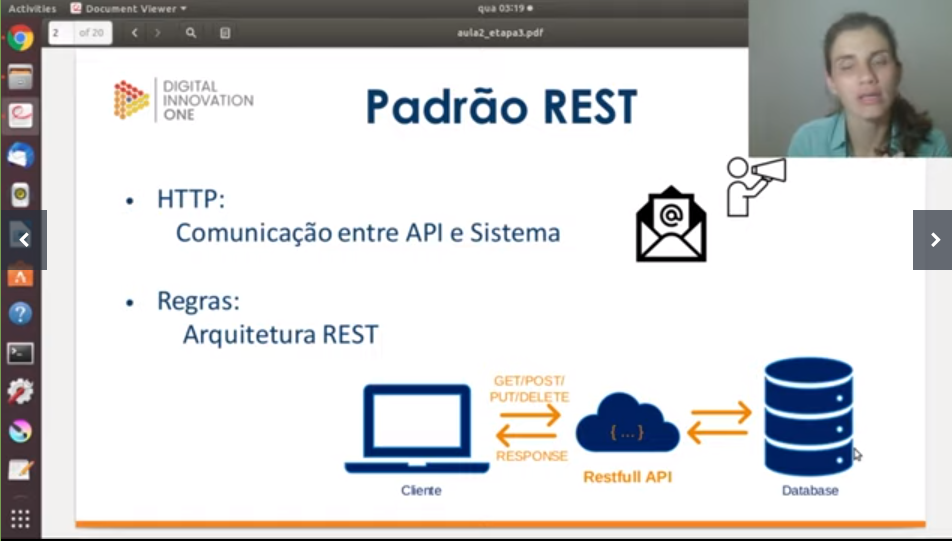 Activities
Document Viewer
qua 03:19
2
of 20
aula2_etapa3.pdf
DIGITAL
INNOVATION
ONE
Padrão REST
• HTTP:
Comunicação entre API e Sistema
@
• Regras:
Arquitetura REST
GET/POST/
PUT/DELETE
{ ... }
RESPONSE
Restfull API
Cliente
Database